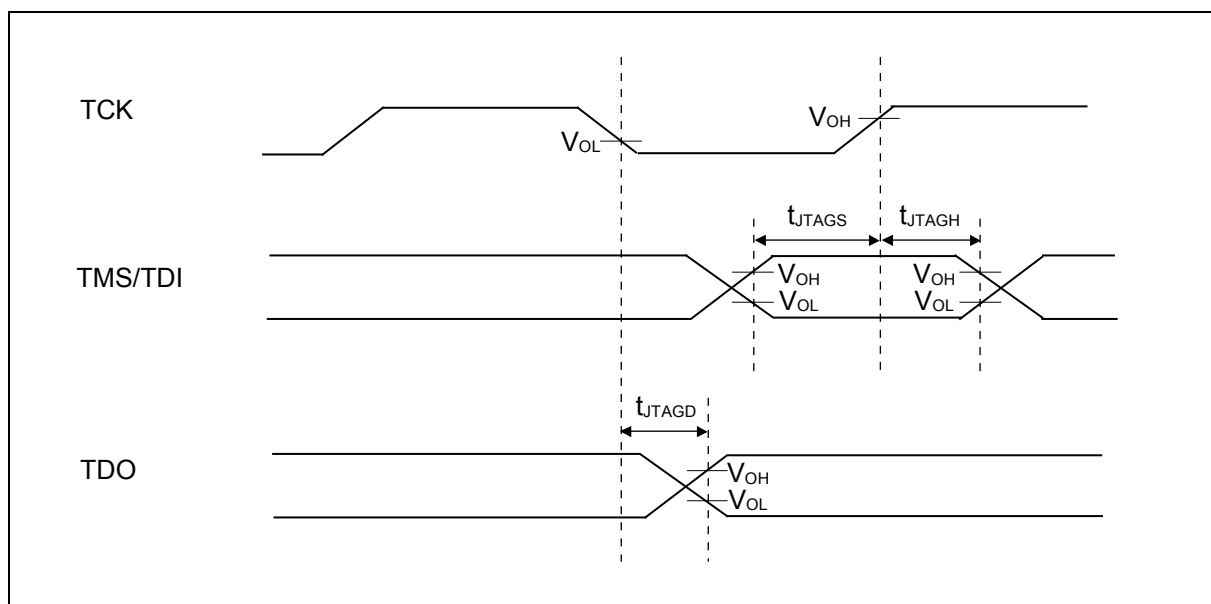 TCK
VOL
VOH
tJTAGS
tJTAGH
TMS/TDI
VOH
VOL
VOH
VOL
tJTAGD
TDO
VOH
VOL